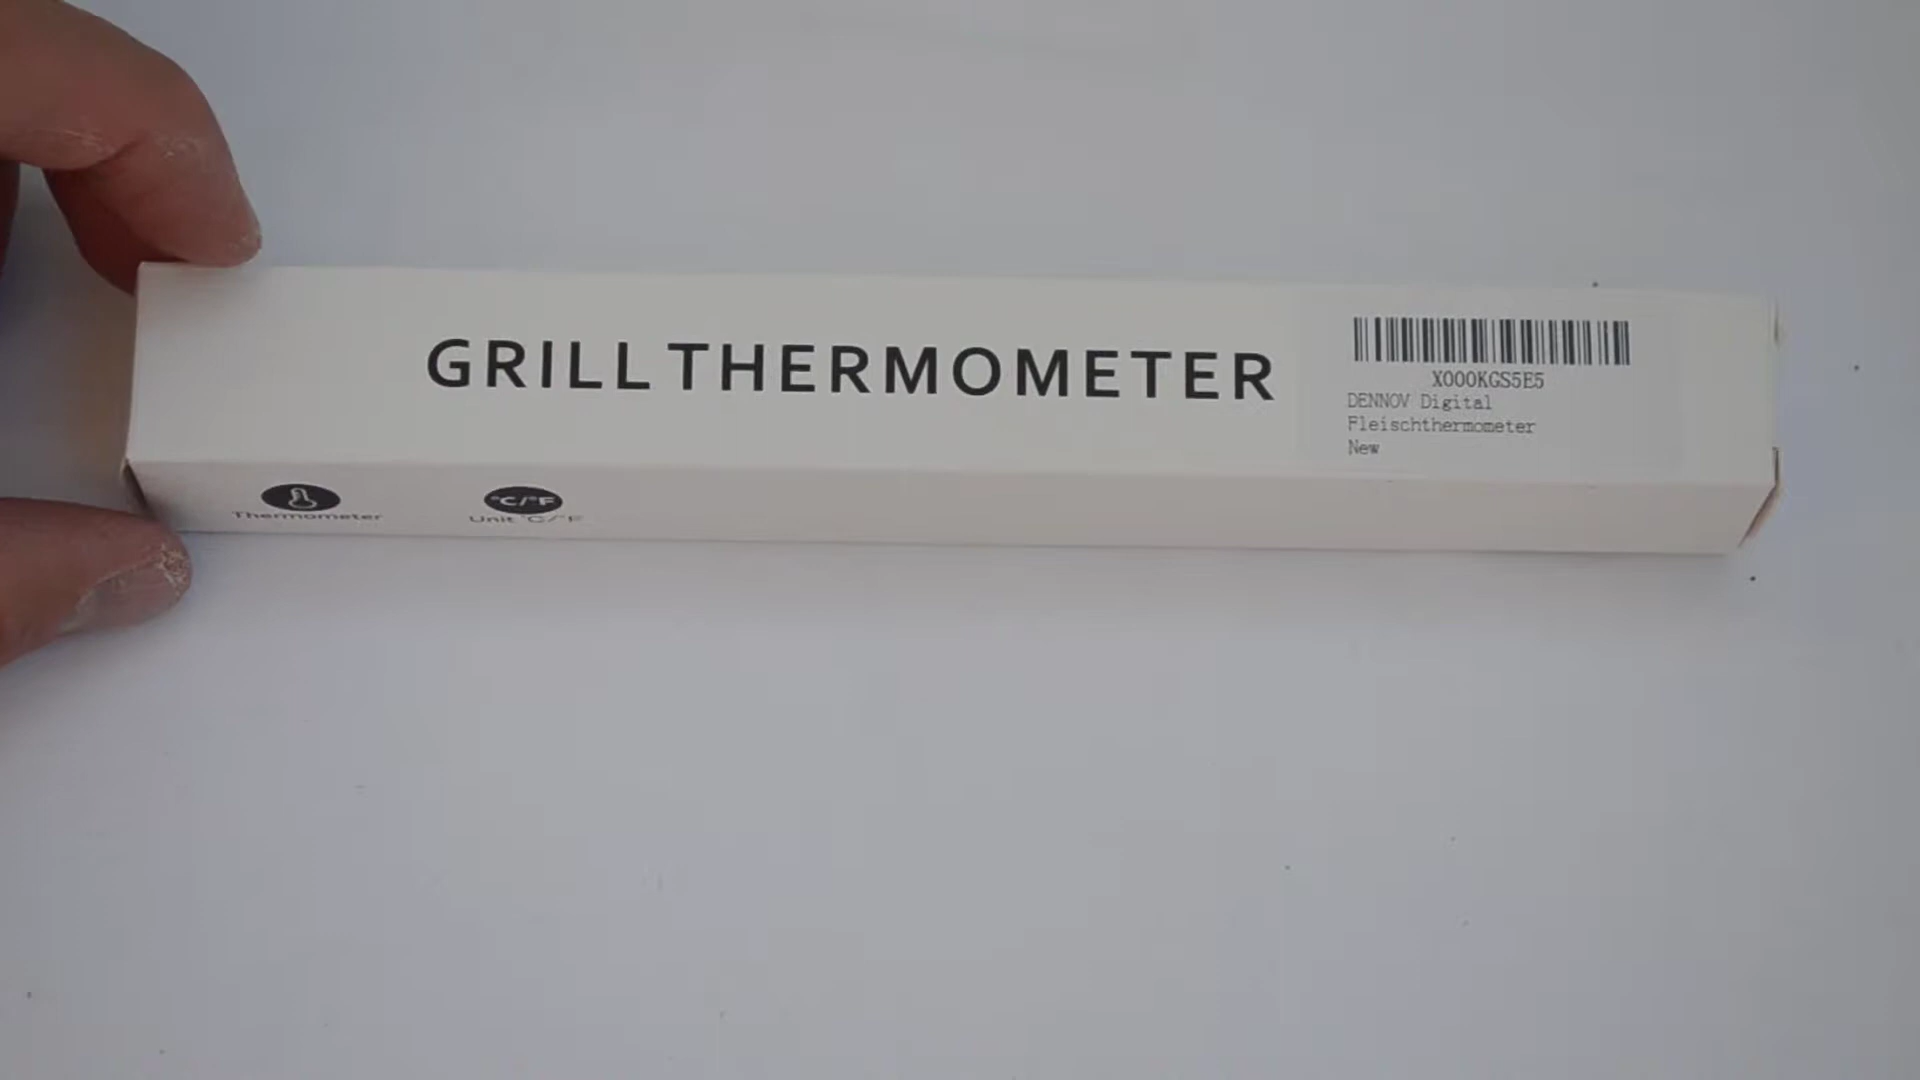 GRILL THERMOMETER
X000KGS5E5
DENNOV Digital
Fleischthermometer
New
°C/°F
Thermometer
Unit °C/°F